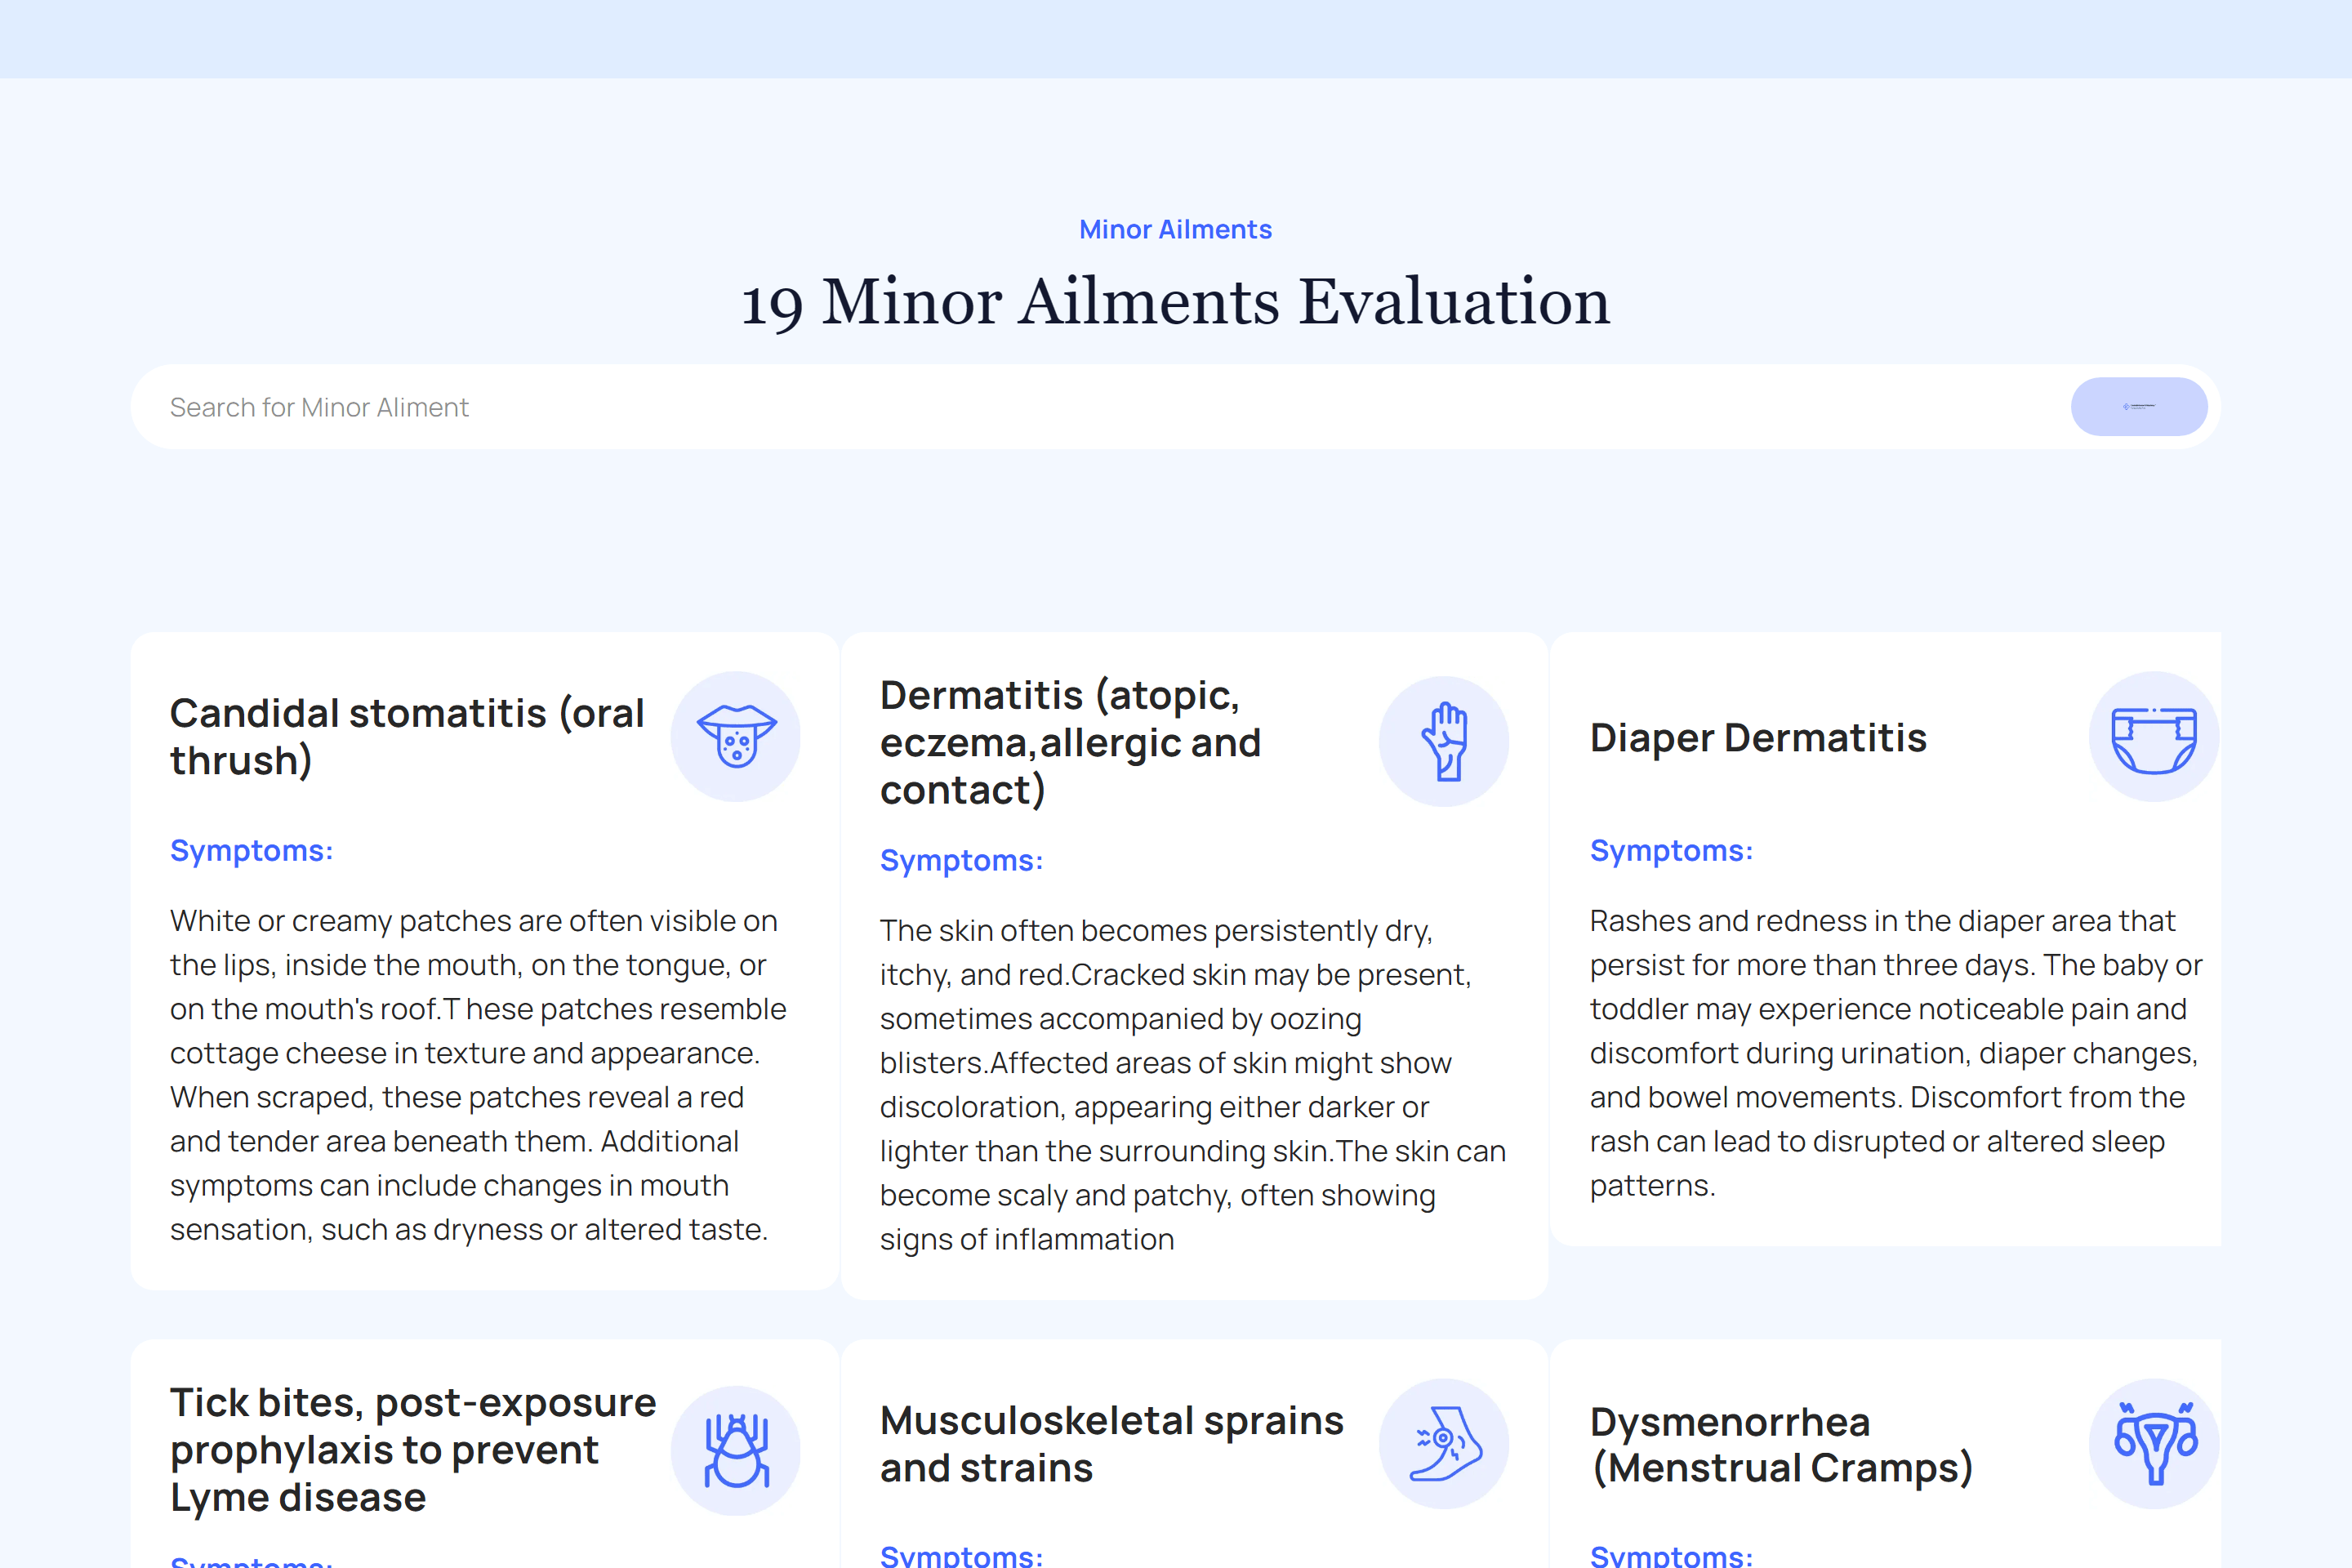 Minor Ailments
19 Minor Ailments Evaluation
Search for Minor Aliment
Candidal stomatitis (oral
thrush)
Symptoms:
White or creamy patches are often visible on
the lips, inside the mouth, on the tongue, or
on the mouth's roof.T hese patches resemble
cottage cheese in texture and appearance.
When scraped, these patches reveal a red
and tender area beneath them. Additional
symptoms can include changes in mouth
sensation, such as dryness or altered taste.
Dermatitis (atopic,
eczema,allergic and
contact)
Symptoms:
The skin often becomes persistently dry,
itchy, and red.Cracked skin may be present,
sometimes accompanied by oozing
blisters.Affected areas of skin might show
discoloration, appearing either darker or
lighter than the surrounding skin.The skin can
become scaly and patchy, often showing
signs of inflammation
Diaper Dermatitis
Symptoms:
Rashes and redness in the diaper area that
persist for more than three days. The baby or
toddler may experience noticeable pain and
discomfort during urination, diaper changes,
and bowel movements. Discomfort from the
rash can lead to disrupted or altered sleep
patterns.
Tick bites, post-exposure
prophylaxis to prevent
Lyme disease
Symptoms:
Musculoskeletal sprains
and strains
Symptoms:
Dysmenorrhea
(Menstrual Cramps)
Symptoms: